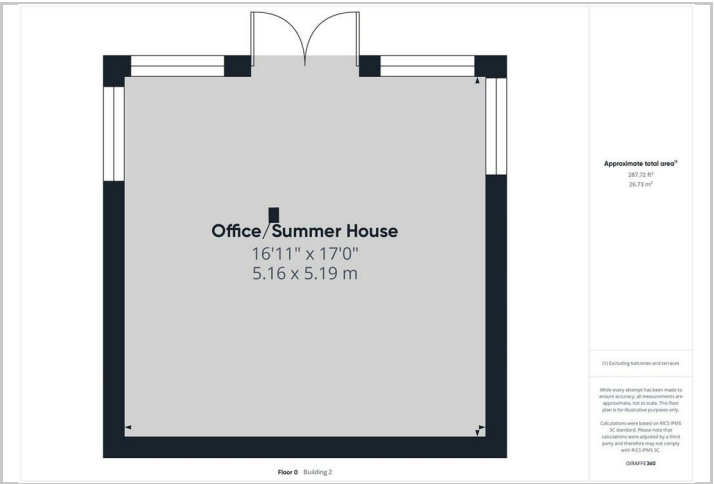 Office/Summer House
16'11" x 17'0"
5.16 x 5.19 m
Floor 0 Building 2
Approximate total area⁽¹⁾
287.72 ft²
26.73 m²
(1) Excluding balconies and terraces
While every attempt has been made to
ensure accuracy, all measurements are
approximate, not to scale. This floor
plan is for illustrative purposes only.
Calculations were based on RICS IPMS
3C standard. Please note that
calculations were adjusted by a third
party and therefore may not comply
with RICS IPMS 3C.
GIRAFFE360